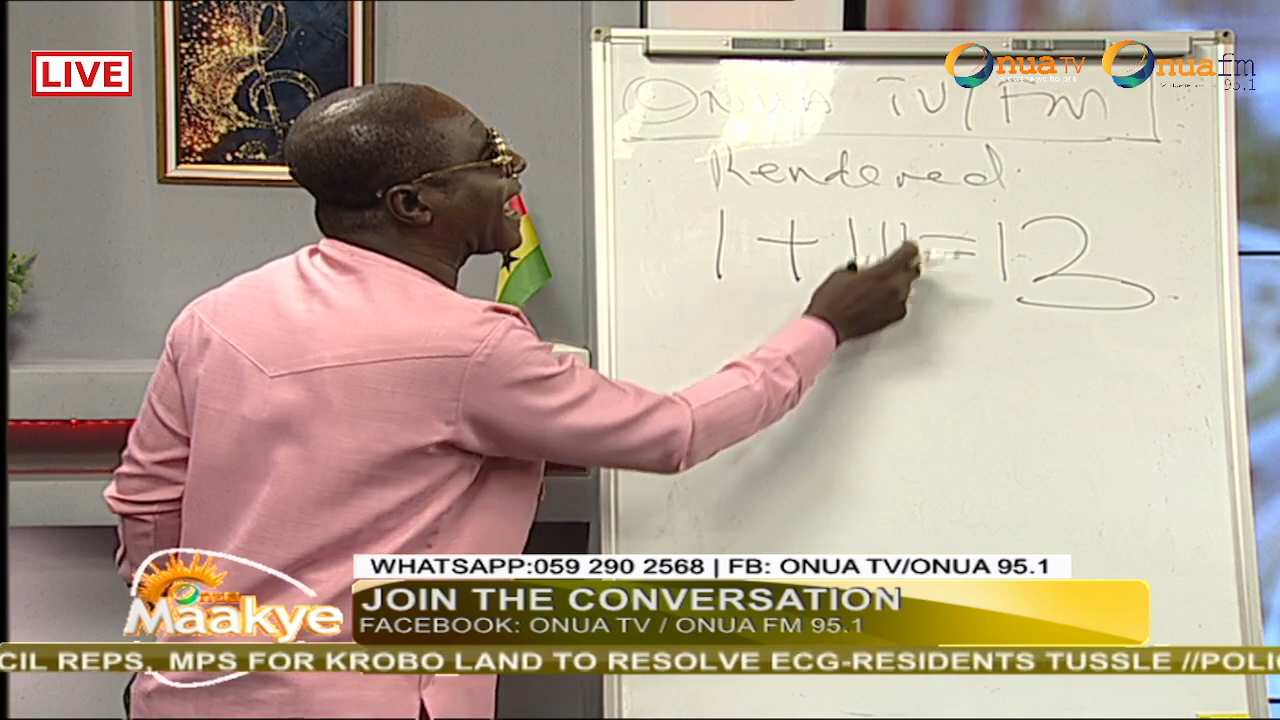 LIVE
Onua TV
Onua fm
95.1
ONUA TV/FM
Rendered
1 + 111 = 13
WHATSAPP:059 290 2568 | FB: ONUA TV/ONUA 95.1
JOIN THE CONVERSATION
FACEBOOK: ONUA TV / ONUA FM 95.1
Onua
Maakye
CIL REPS, MPS FOR KROBO LAND TO RESOLVE ECG-RESIDENTS TUSSLE //POLIC